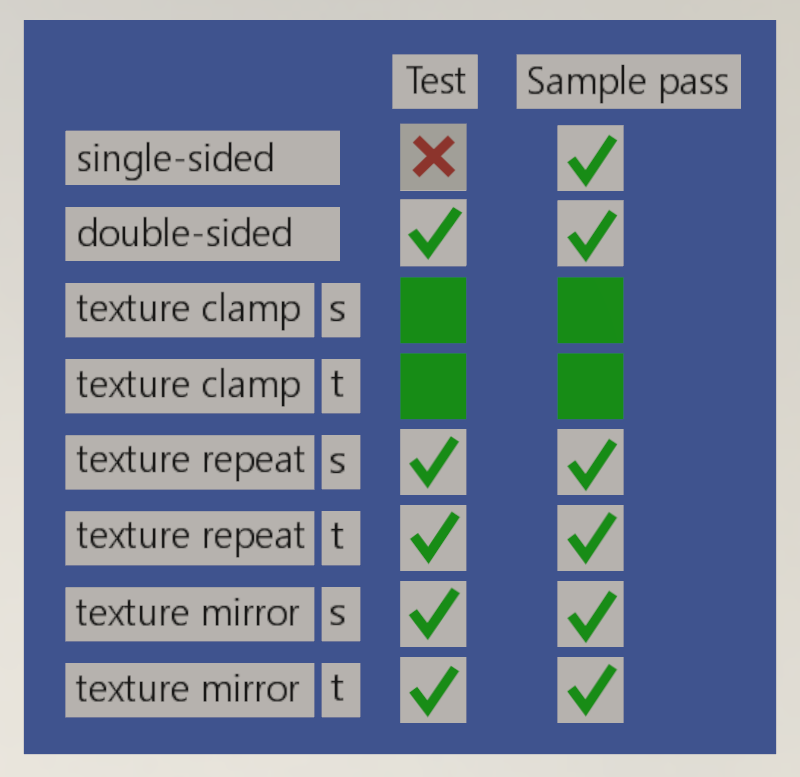 Test Sample pass
single-sided
double-sided
texture clamp s
texture clamp t
texture repeat s
texture repeat t
texture mirror s
texture mirror t